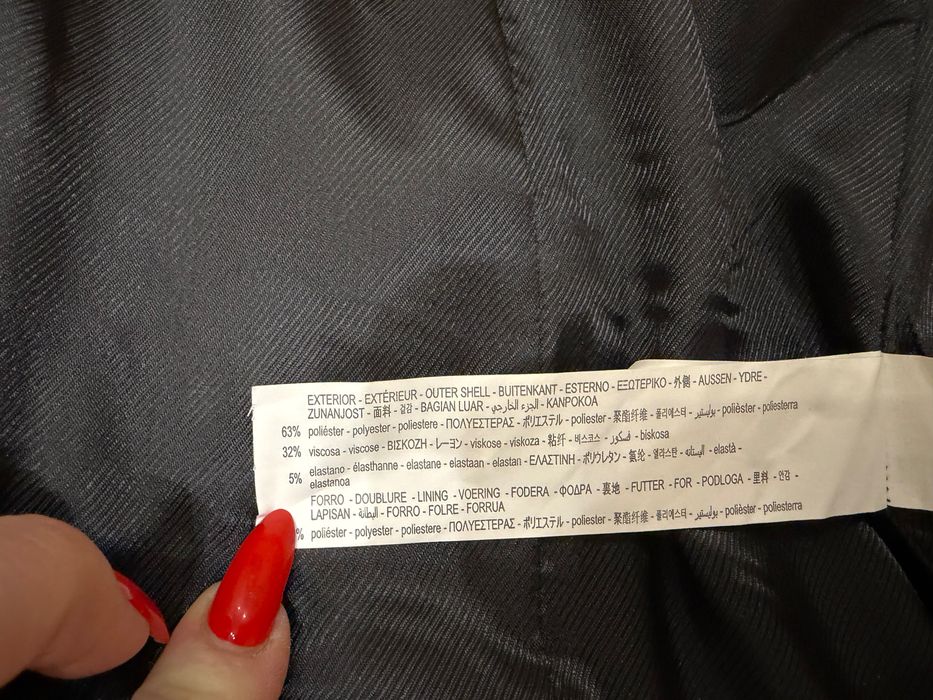 EXTERIOR - EXTÉRIEUR - OUTER SHELL - BUITENKANT - ESTERNO - ΕΞΩΤΕΡΙΚΟ - 外側 - AUSSEN - YDRE -
ZUNANJOST - 面料 - 겉감 - BAGIAN LUAR - الجزء الخارجي - KANPOKOA
63% poliéster - polyester - poliestere - ΠΟΛΥΕΣΤΕΡΑΣ - ポリエステル - poliester - 聚酯纤维 - 폴리에스터 - بوليستير - polièster - poliesterra
32% viscosa - viscose - ΒΙΣΚΟΖΗ - レーヨン - viskose - viskoza - 粘纤 - 비스코스 - فسكوز - biskosa
5% elastano - élasthanne - elastane - elastaan - elastan - ΕΛΑΣΤΙΝΗ - ポリウレタン - 氨纶 - 엘라스탄 - الاستانه - elastà -
elastanoa
FORRO - DOUBLURE - LINING - VOERING - FODERA - ΦΟΔΡΑ - 裏地 - FUTTER - FOR - PODLOGA - 里料 - 안감 -
LAPISAN - البطانة - FORRO - FOLRE - FORRUA
% poliéster - polyester - poliestere - ΠΟΛΥΕΣΤΕΡΑΣ - ポリエステル - poliester - 聚酯纤维 - 폴리에스터 - بوليستير - polièster - poliesterra